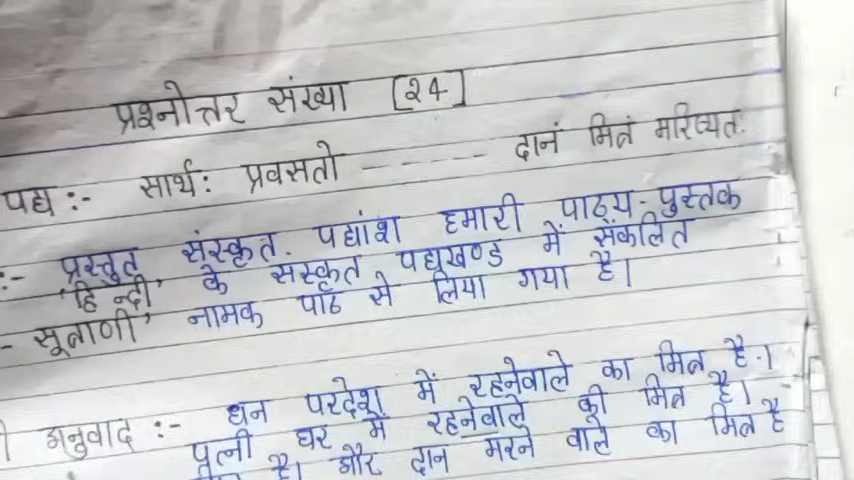 प्रश्नोत्तर संख्या [24]
पद्य :- सार्थः प्रवसतो ------ दानं मित्रं मरिष्यत.
:- प्रस्तुत संस्कृत. पद्यांश हमारी पाठ्य-पुस्तक
'हिन्दी' के संस्कृत पद्यखण्ड में संकलित
- सूत्राणी' नामक पाठ से लिया गया है।
अनुवाद :- धन परदेश में रहनेवाले का मित्र है.।
पत्नी घर में रहनेवाले की मित्र है।
है। और दान मरने वाले का मित्र है